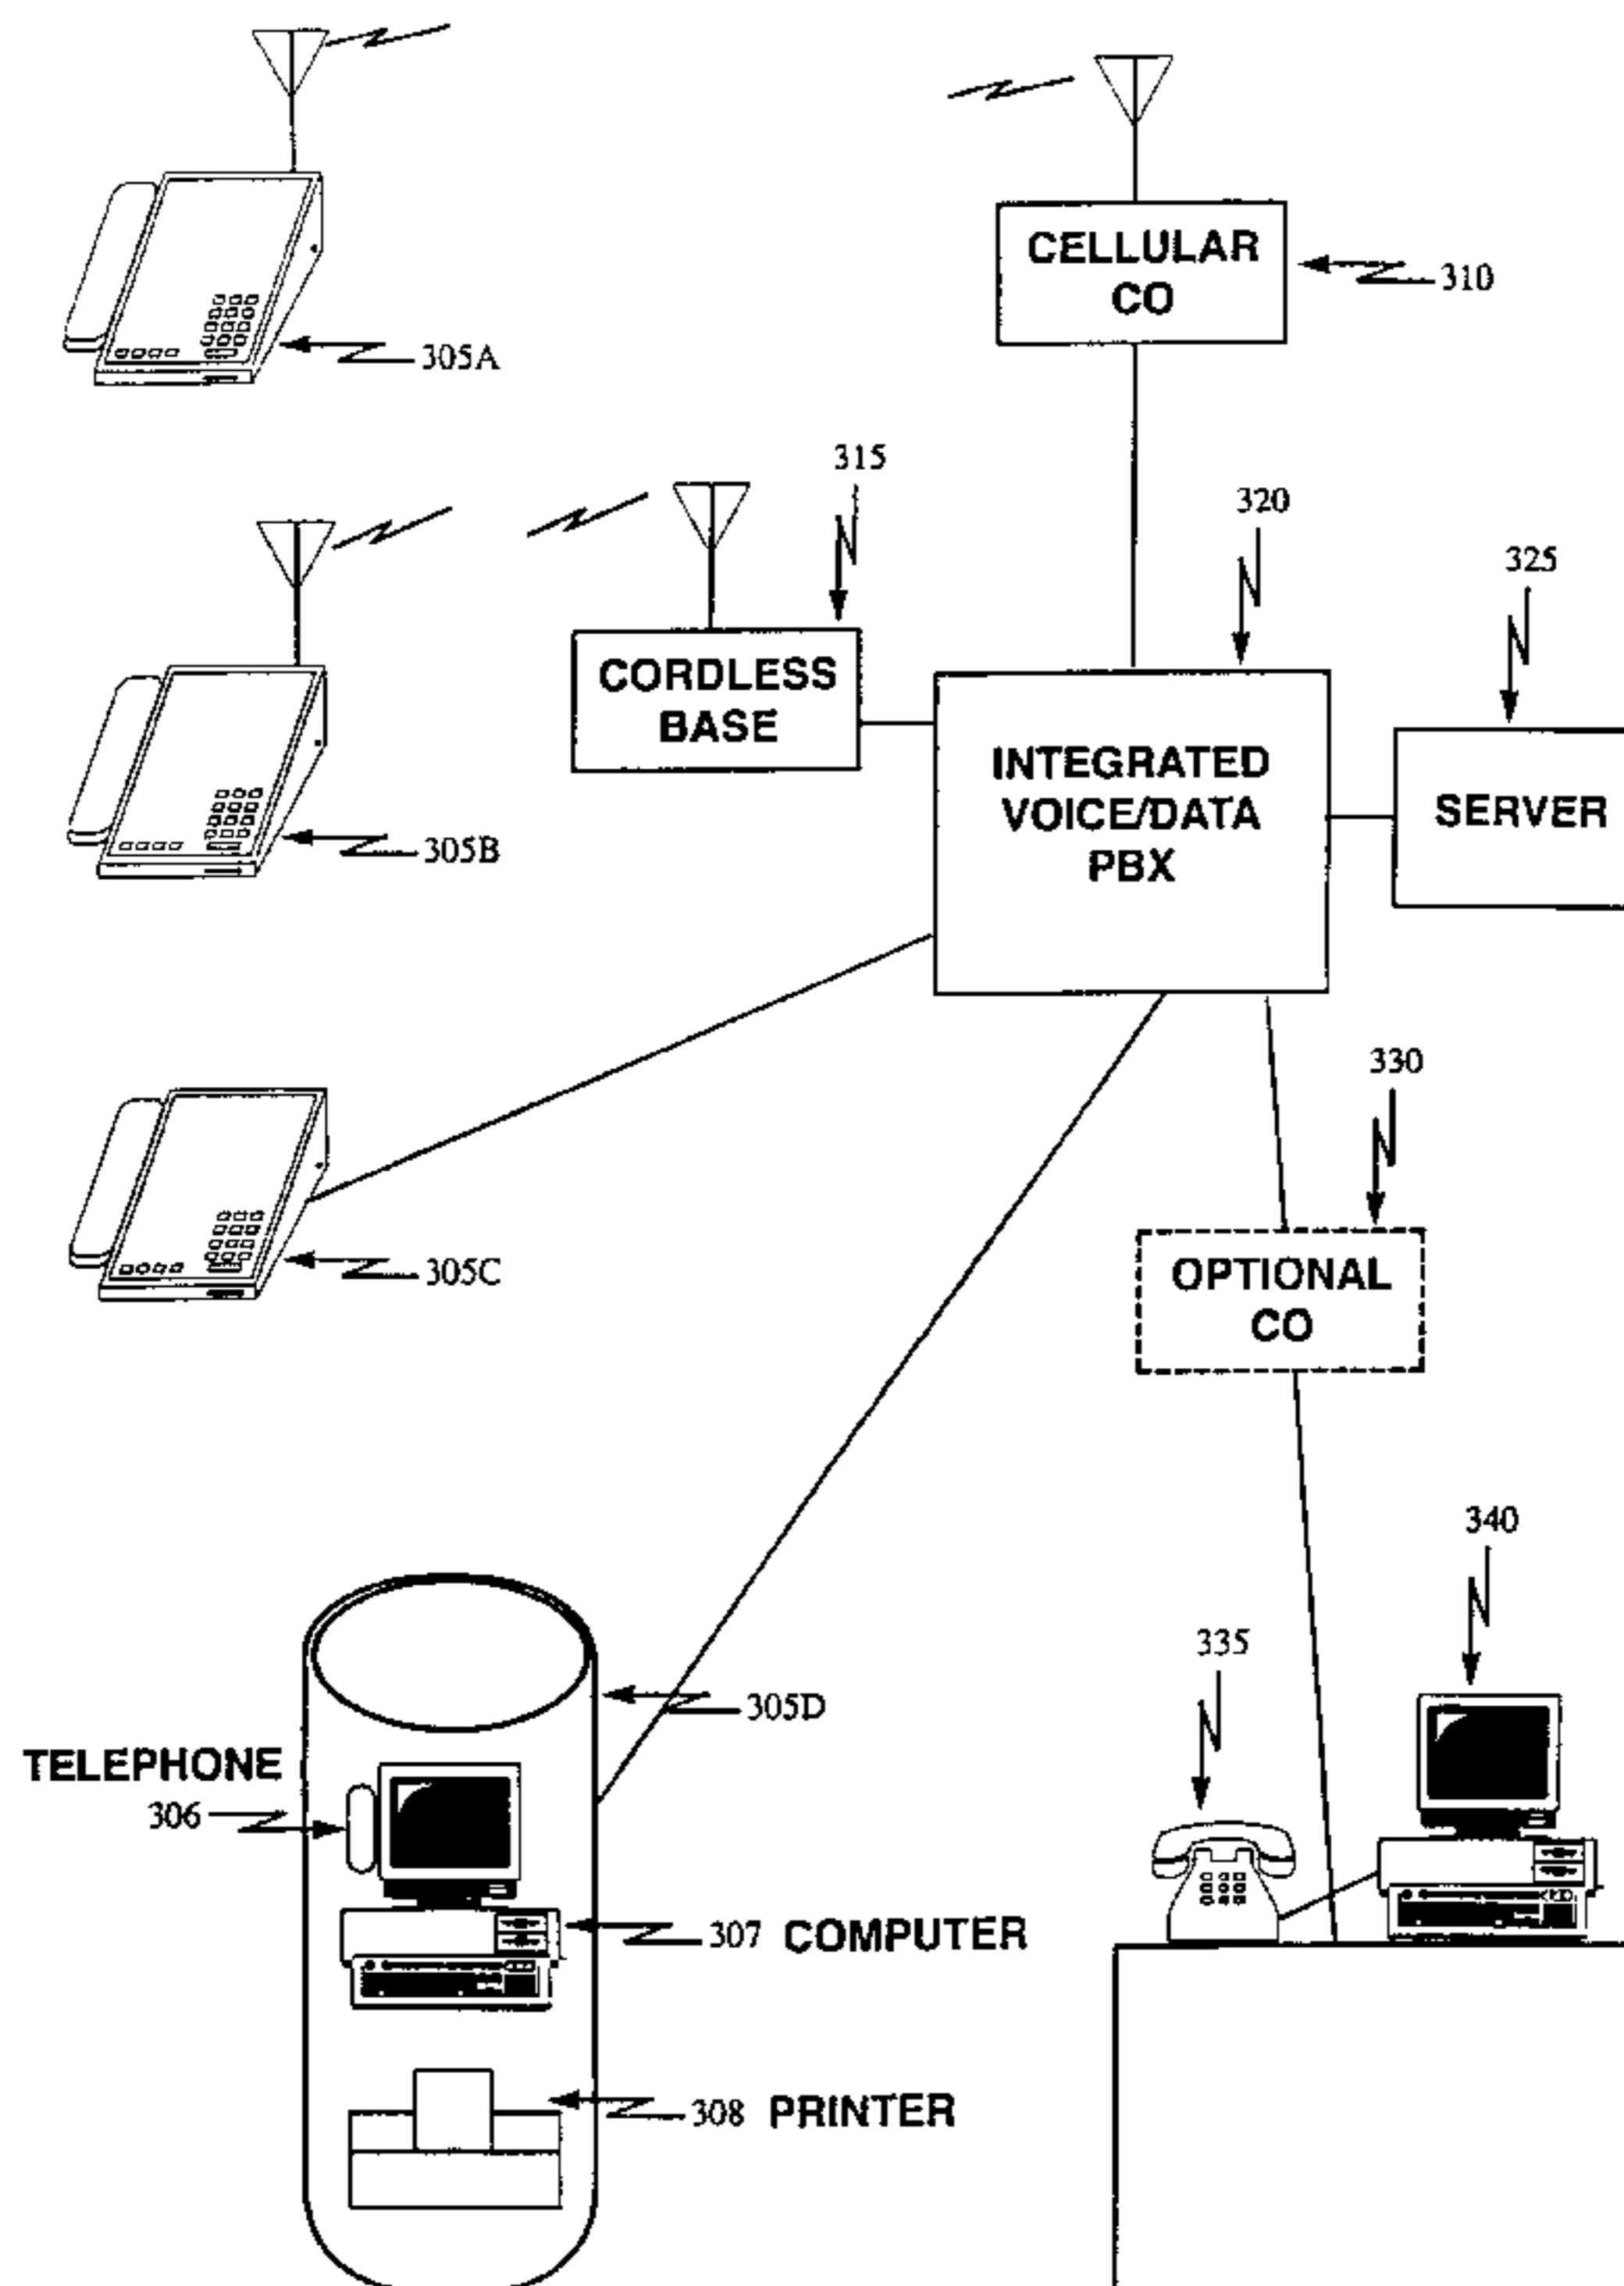 CELLULAR
CO
310
305A
315
320
325
CORDLESS
BASE
INTEGRATED
VOICE/DATA
PBX
SERVER
305B
330
305C
OPTIONAL
CO
340
335
305D
TELEPHONE
306
307 COMPUTER
308 PRINTER